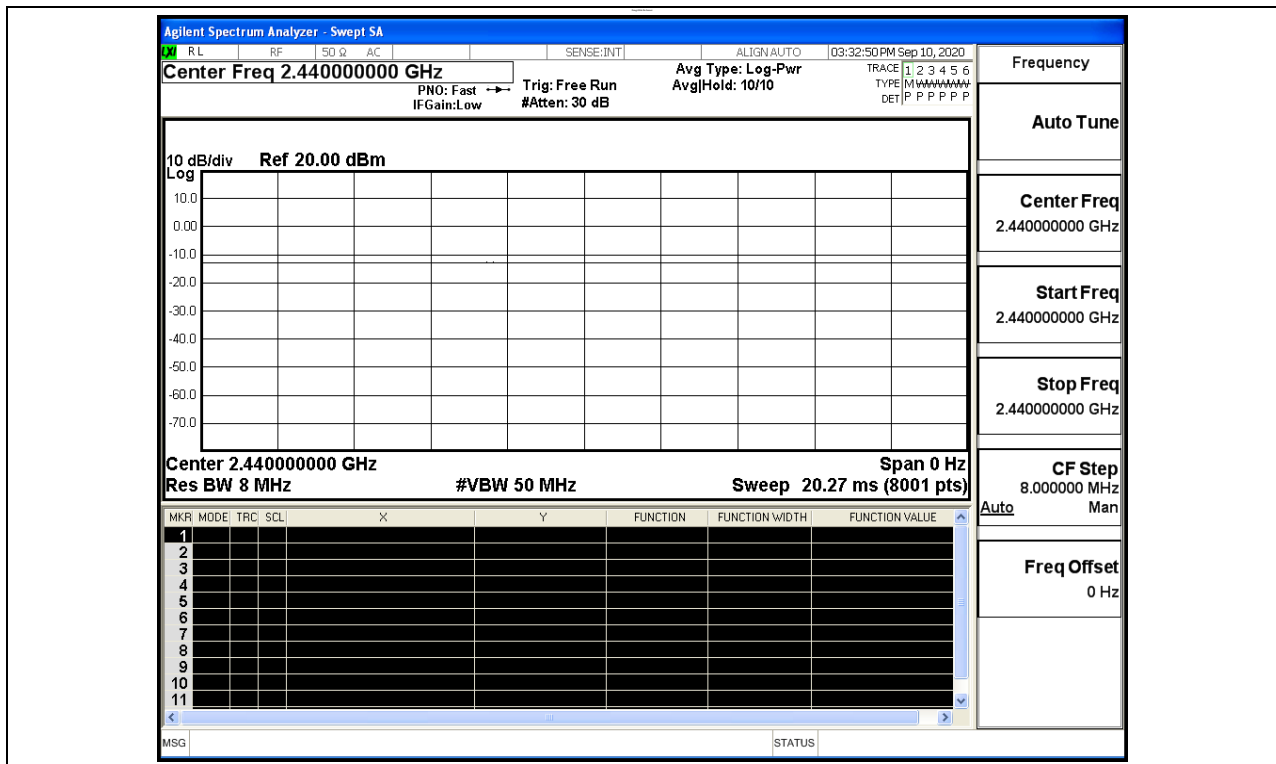 Agilent Spectrum Analyzer - Swept SA
LXI RL RF 50 Ω AC SENSE:INT ALIGN AUTO 03:32:50 PM Sep 10, 2020
Center Freq 2.440000000 GHz
PNO: Fast
IFGain:Low
Trig: Free Run
#Atten: 30 dB
Avg Type: Log-Pwr
Avg|Hold: 10/10
TRACE 1 2 3 4 5 6
TYPE M W W W W W
DET P P P P P P
10 dB/div Ref 20.00 dBm
Log
10.0
0.00
-10.0
-20.0
-30.0
-40.0
-50.0
-60.0
-70.0
Center 2.440000000 GHz Span 0 Hz
Res BW 8 MHz #VBW 50 MHz Sweep 20.27 ms (8001 pts)
MKR MODE TRC SCL X Y FUNCTION FUNCTION WIDTH FUNCTION VALUE
1
2
3
4
5
6
7
8
9
10
11
MSG STATUS
Frequency
Auto Tune
Center Freq
2.440000000 GHz
Start Freq
2.440000000 GHz
Stop Freq
2.440000000 GHz
CF Step
8.000000 MHz
Auto Man
Freq Offset
0 Hz